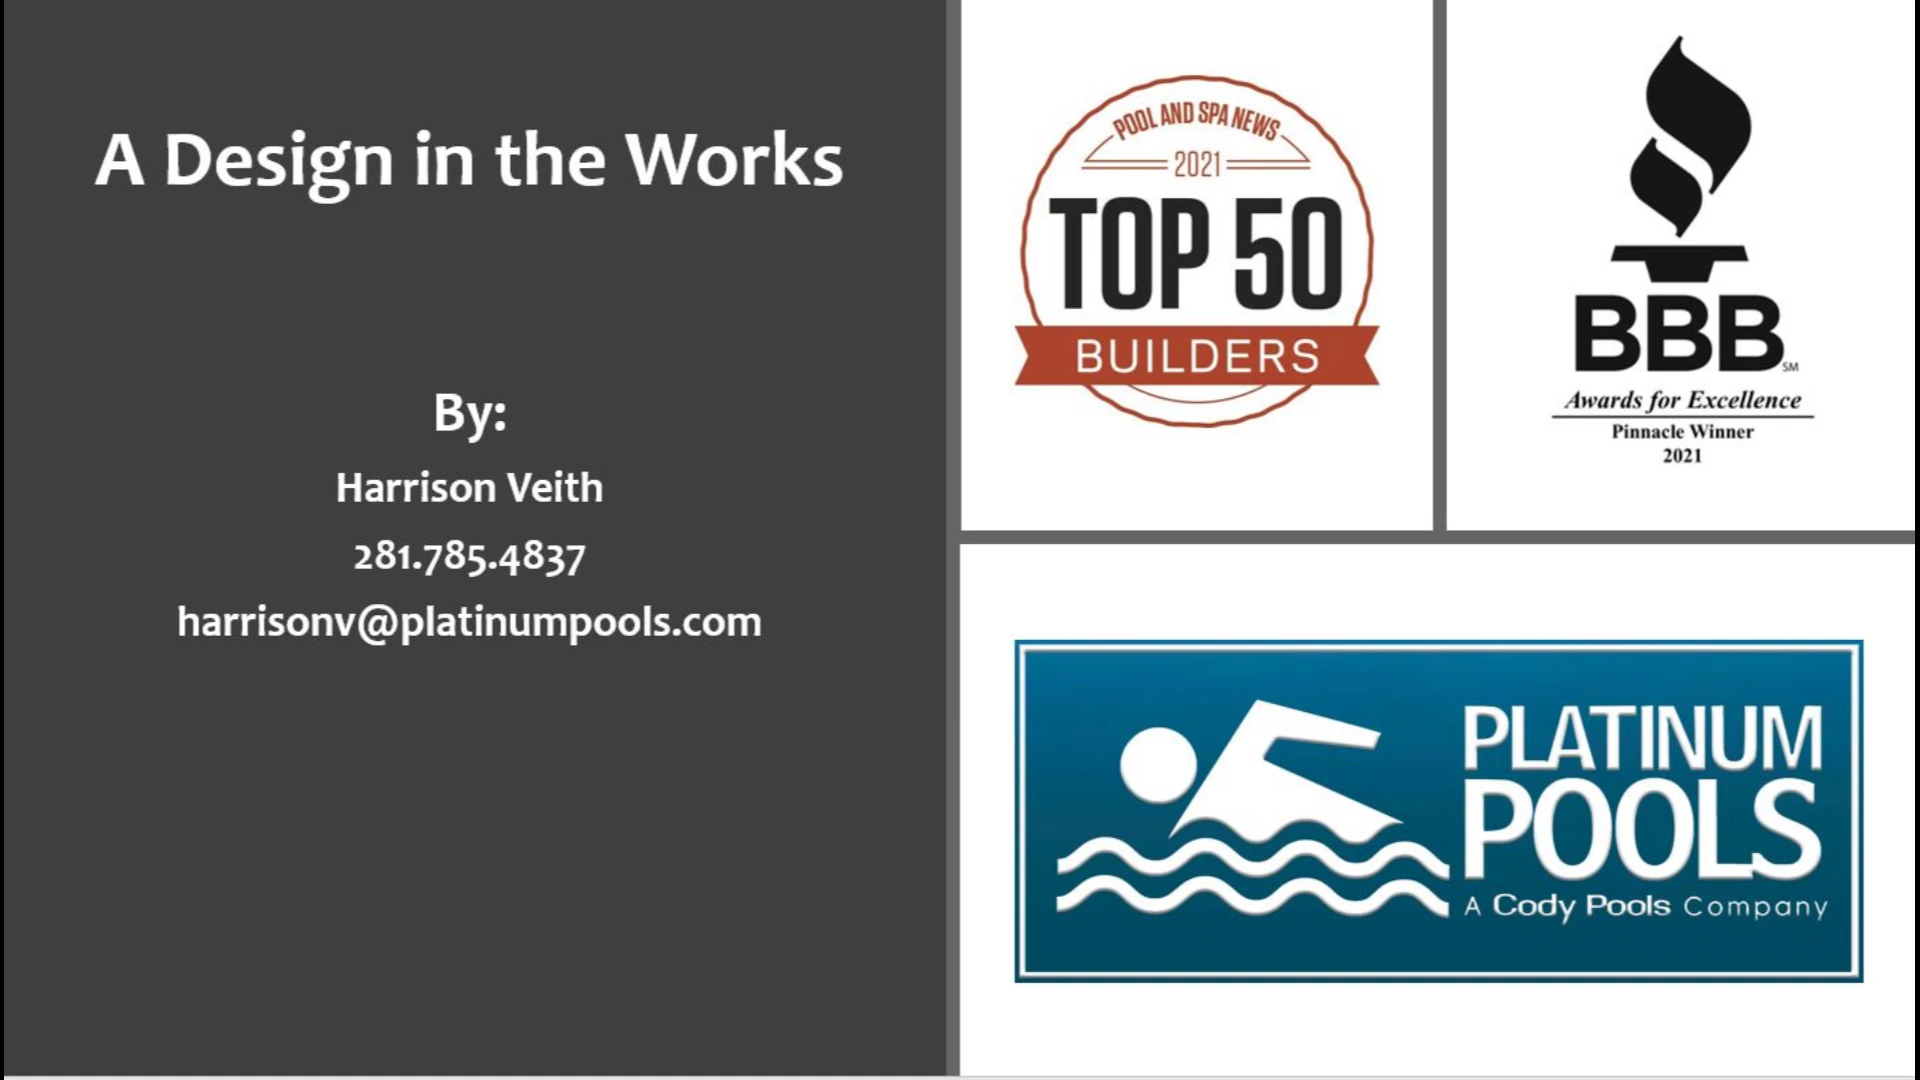 A Design in the Works
By:
Harrison Veith
281.785.4837
harrisonv@platinumpools.com
POOL AND SPA NEWS
2021
TOP 50
BUILDERS
BBB SM
Awards for Excellence
Pinnacle Winner
2021
PLATINUM
POOLS
A Cody Pools Company